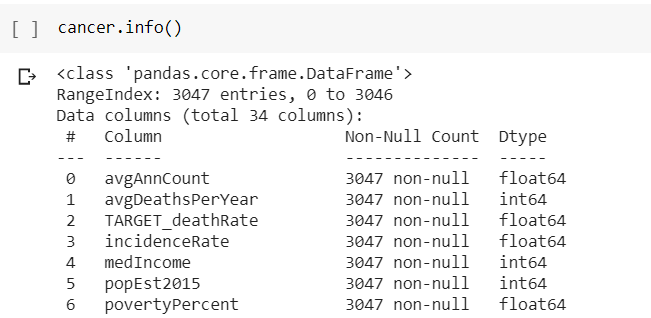 [ ] cancer.info()
<class 'pandas.core.frame.DataFrame'>
RangeIndex: 3047 entries, 0 to 3046
Data columns (total 34 columns):
 #   Column                 Non-Null Count  Dtype
---  ------                 --------------  -----
 0   avgAnnCount            3047 non-null   float64
 1   avgDeathsPerYear       3047 non-null   int64
 2   TARGET_deathRate       3047 non-null   float64
 3   incidenceRate          3047 non-null   float64
 4   medIncome              3047 non-null   int64
 5   popEst2015             3047 non-null   int64
 6   povertyPercent         3047 non-null   float64